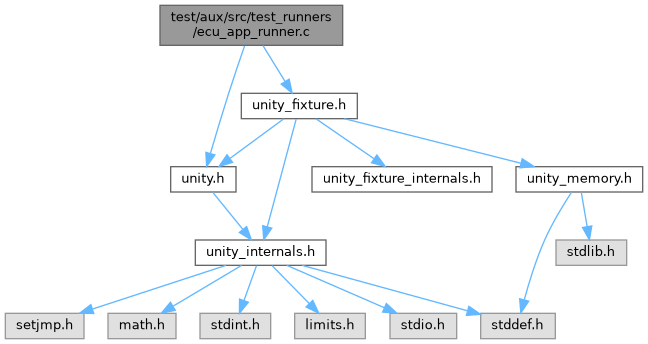 test/aux/src/test_runners
/ecu_app_runner.c
unity_fixture.h
unity.h
unity_fixture_internals.h
unity_memory.h
unity_internals.h
stdlib.h
setjmp.h
math.h
stdint.h
limits.h
stdio.h
stddef.h